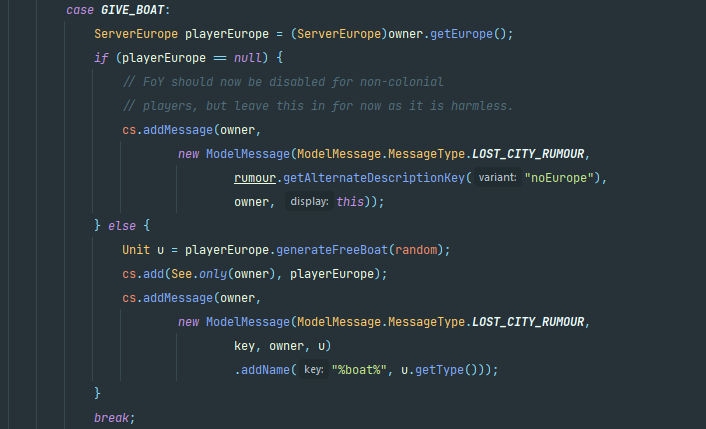 case GIVE_BOAT:
ServerEurope playerEurope = (ServerEurope)owner.getEurope();
if (playerEurope == null) {
// FoY should now be disabled for non-colonial
// players, but leave this in for now as it is harmless.
cs.addMessage(owner,
new ModelMessage(ModelMessage.MessageType.LOST_CITY_RUMOUR,
rumour.getAlternateDescriptionKey( variant: "noEurope"),
owner, display: this));
} else {
Unit u = playerEurope.generateFreeBoat(random);
cs.add(See.only(owner), playerEurope);
cs.addMessage(owner,
new ModelMessage(ModelMessage.MessageType.LOST_CITY_RUMOUR,
key, owner, u)
.addName( key: "%boat%", u.getType()));
}
break;